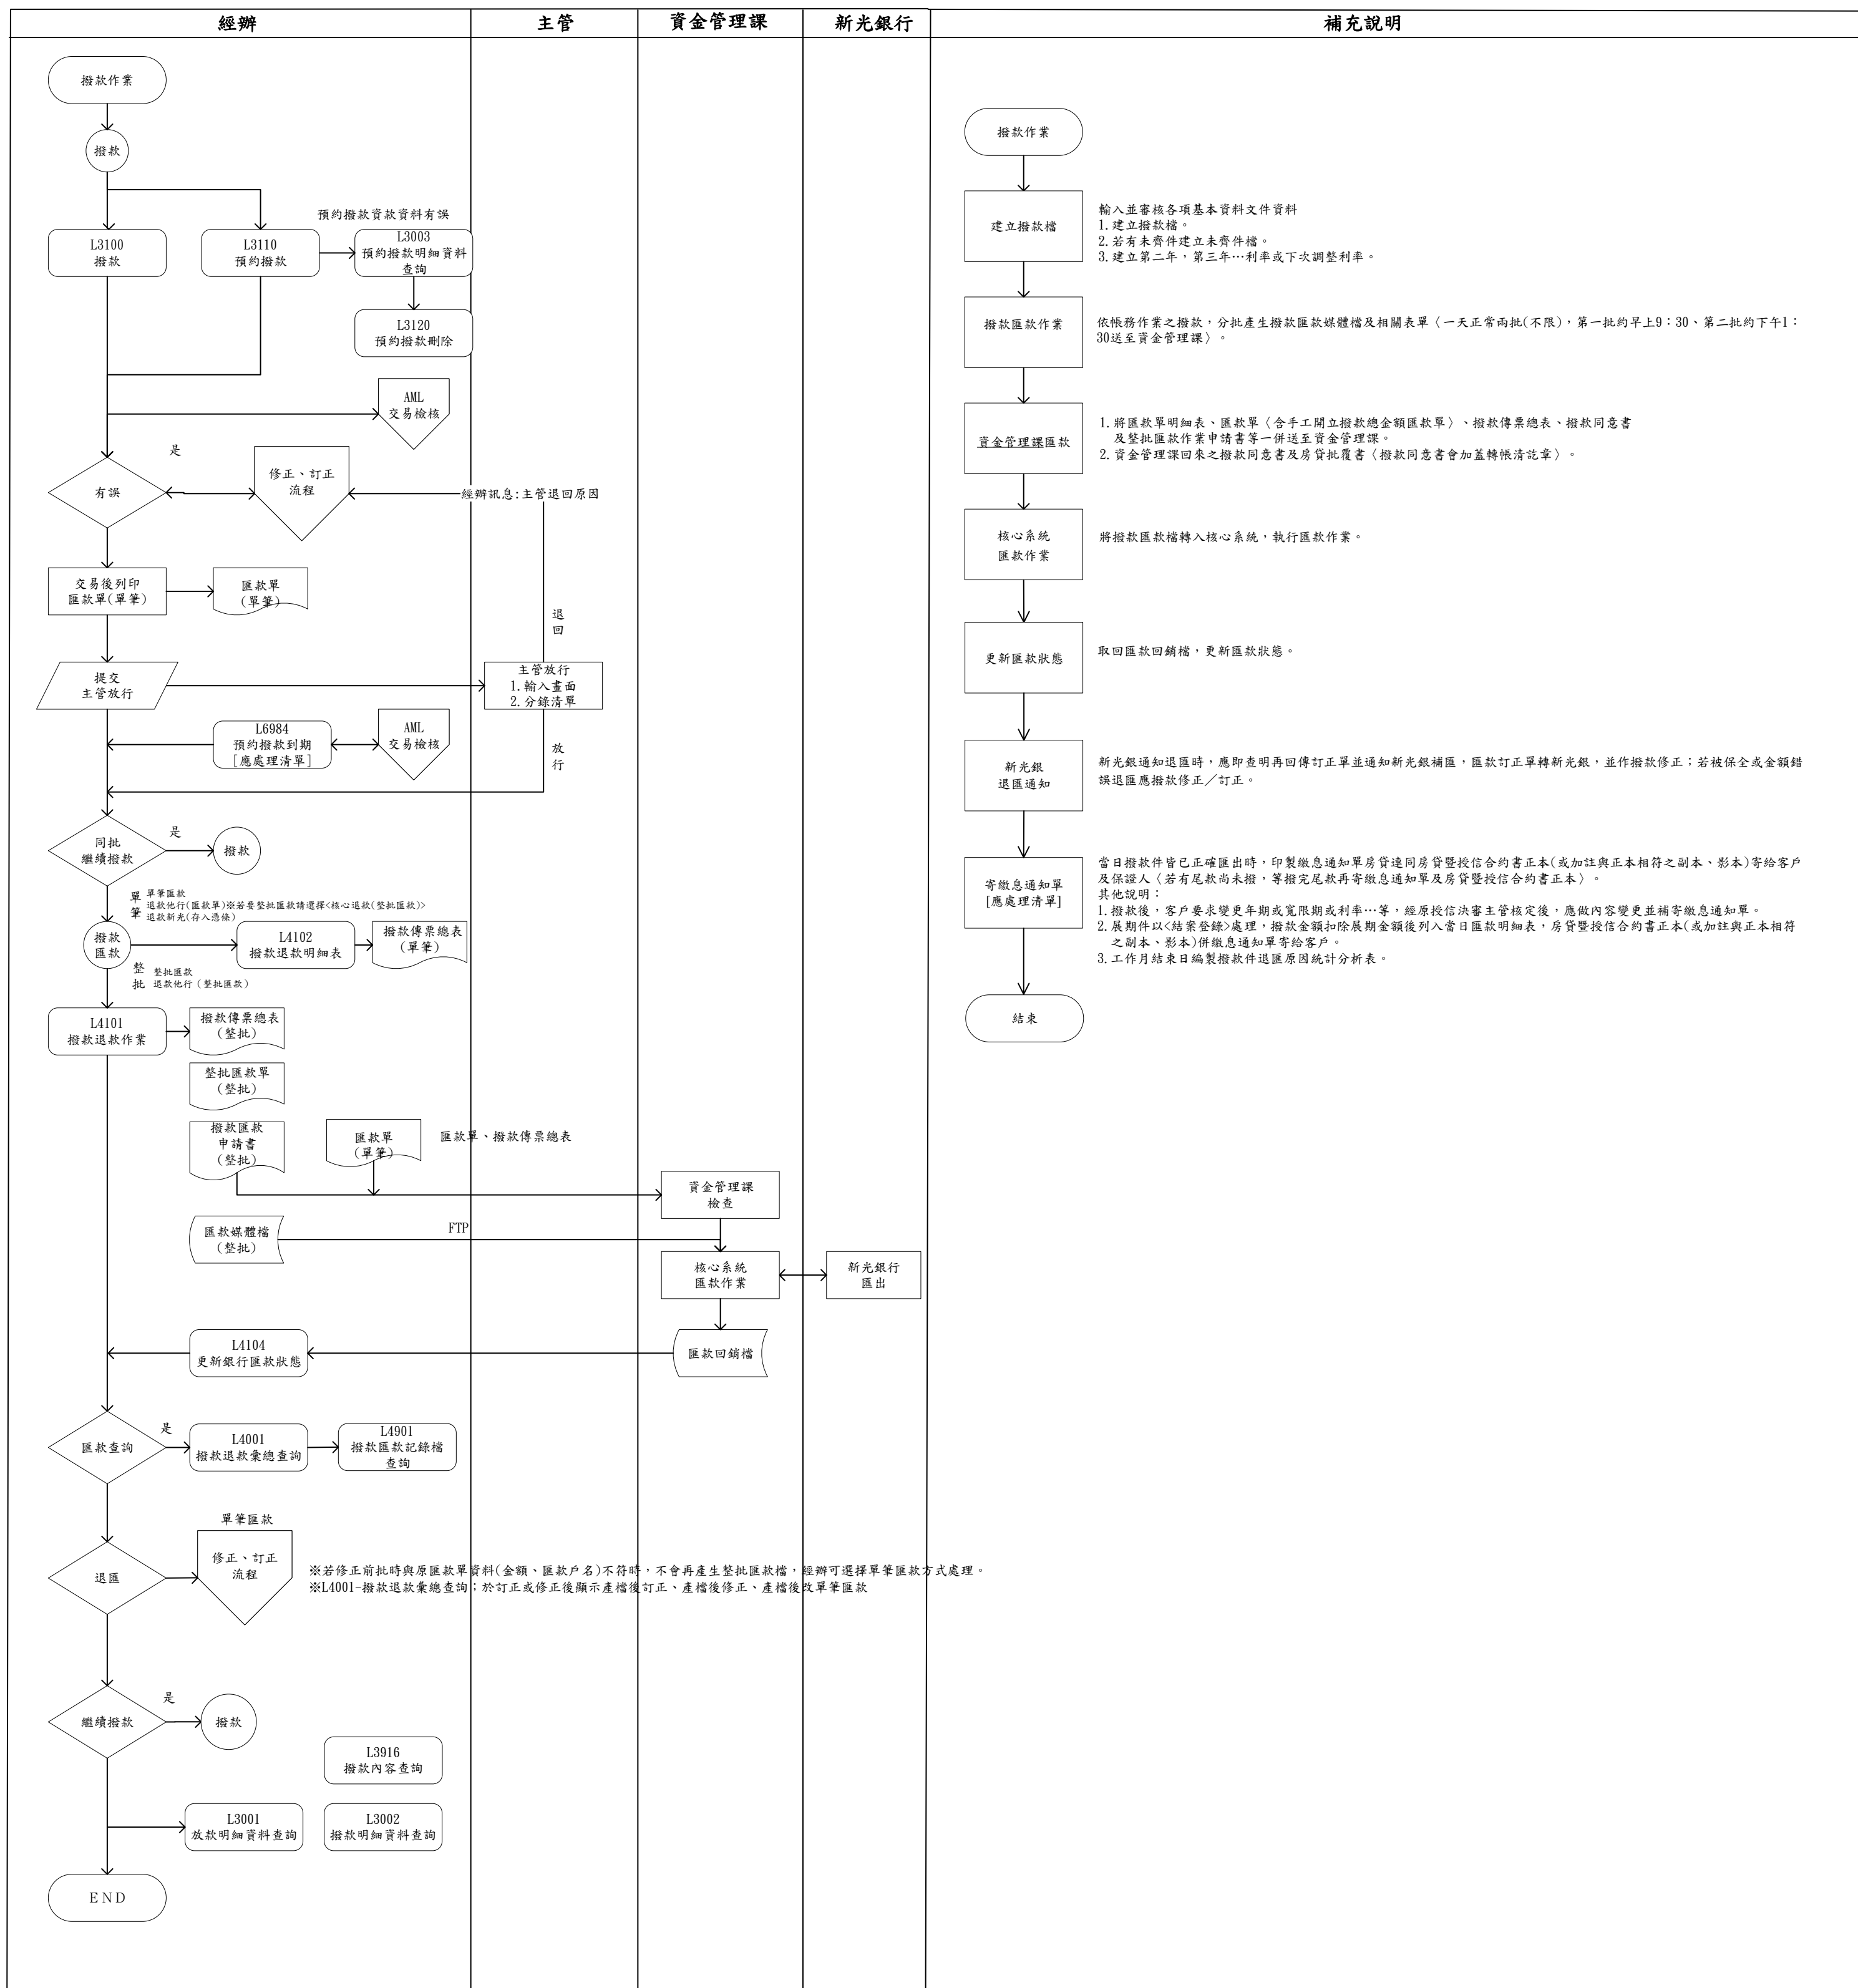 經辦
主管
資金管理課
新光銀行
補充說明
撥款作業
撥款
預約撥款資款資料有誤
L3100
撥款
L3110
預約撥款
L3003
預約撥款明細資料
查詢
L3120
預約撥款刪除
AML
交易檢核
是
有誤
修正、訂正
流程
經辦訊息:主管退回原因
交易後列印
匯款單(單筆)
匯款單
(單筆)
退
回
提交
主管放行
主管放行
1.輸入畫面
2.分錄清單
L6984
預約撥款到期
[應處理清單]
AML
交易檢核
放
行
同批
繼續撥款
是
撥款
單
筆
單筆匯款
退款他行(匯款單)※若要整批匯款請選擇<核心退款(整批匯款)>
退款新光(存入憑條)
撥款
匯款
L4102
撥款退款明細表
撥款傳票總表
(單筆)
整
批
整批匯款
退款他行（整批匯款）
L4101
撥款退款作業
撥款傳票總表
（整批）
整批匯款單
（整批）
撥款匯款
申請書
（整批）
匯款單
（單筆）
匯款單、撥款傳票總表
資金管理課
檢查
匯款媒體檔
（整批）
FTP
核心系統
匯款作業
新光銀行
匯出
L4104
更新銀行匯款狀態
匯款回銷檔
匯款查詢
是
L4001
撥款退款彙總查詢
L4901
撥款匯款記錄檔
查詢
單筆匯款
退匯
修正、訂正
流程
※若修正前批時與原匯款單資料(金額、匯款戶名)不符時，不會再產生整批匯款檔，經辦可選擇單筆匯款方式處理。
※L4001-撥款退款彙總查詢；於訂正或修正後顯示產檔後訂正、產檔後修正、產檔後改單筆匯款
繼續撥款
是
撥款
L3916
撥款內容查詢
L3001
放款明細資料查詢
L3002
撥款明細資料查詢
END
撥款作業
建立撥款檔
輸入並審核各項基本資料文件資料
1.建立撥款檔。
2.若有未齊件建立未齊件檔。
3.建立第二年，第三年…利率或下次調整利率。
撥款匯款作業
依帳務作業之撥款，分批產生撥款匯款媒體檔及相關表單〈一天正常兩批(不限)，第一批約早上9：30、第二批約下午1：
30送至資金管理課〉。
資金管理課匯款
1.將匯款單明細表、匯款單〈含手工開立撥款總金額匯款單〉、撥款傳票總表、撥款同意書
及整批匯款作業申請書等一併送至資金管理課。
2.資金管理課回來之撥款同意書及房貸批覆書〈撥款同意書會加蓋轉帳清訖章〉。
核心系統
匯款作業
將撥款匯款檔轉入核心系統，執行匯款作業。
更新匯款狀態
取回匯款回銷檔，更新匯款狀態。
新光銀
退匯通知
新光銀通知退匯時，應即查明再回傳訂正單並通知新光銀補匯，匯款訂正單轉新光銀，並作撥款修正；若被保全或金額錯
誤退匯應撥款修正／訂正。
寄繳息通知單
[應處理清單]
當日撥款件皆已正確匯出時，印製繳息通知單房貸連同房貸暨授信合約書正本(或加註與正本相符之副本、影本)寄給客戶
及保證人〈若有尾款尚未撥，等撥完尾款再寄繳息通知單及房貸暨授信合約書正本〉。
其他說明：
1.撥款後，客戶要求變更年期或寬限期或利率…等，經原授信決審主管核定後，應做內容變更並補寄繳息通知單。
2.展期件以<結案登錄>處理，撥款金額扣除展期金額後列入當日匯款明細表，房貸暨授信合約書正本(或加註與正本相符
之副本、影本)併繳息通知單寄給客戶。
3.工作月結束日編製撥款件退匯原因統計分析表。
結束